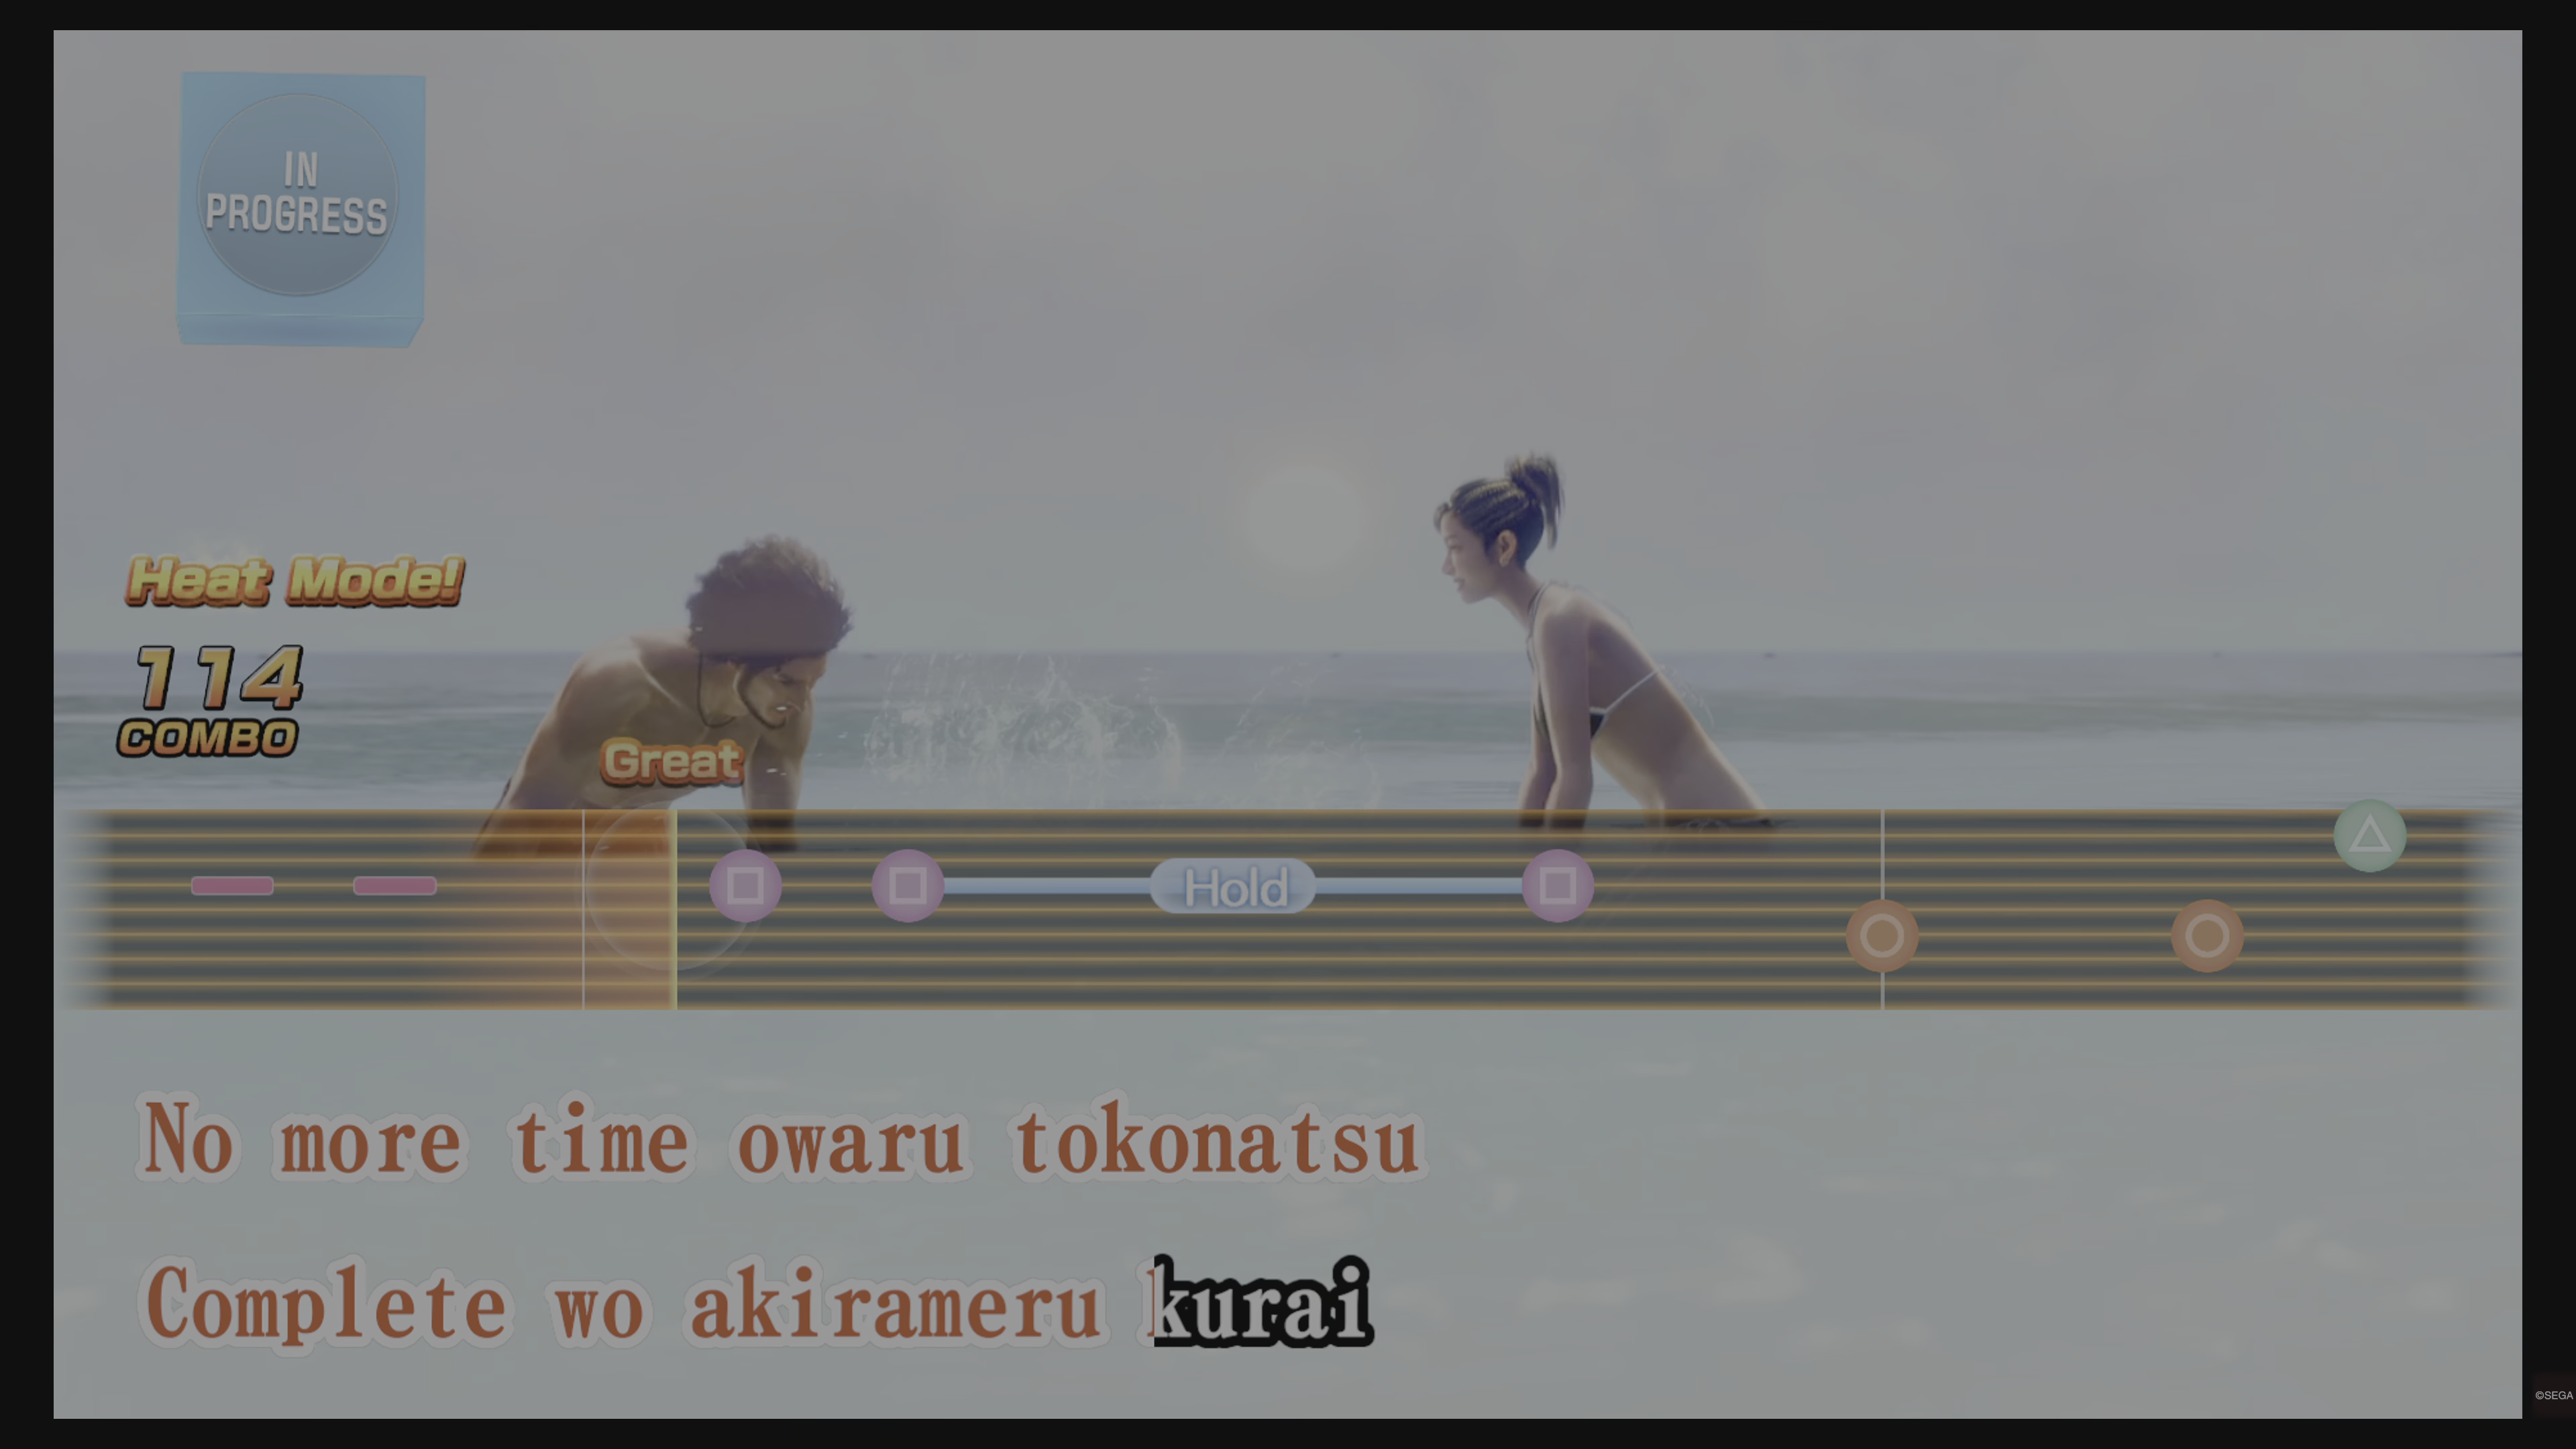 IN
PROGRESS
Heat Mode!
114
COMBO
Great
Hold
No more time owaru tokonatsu
Complete wo akirameru kurai
©SEGA